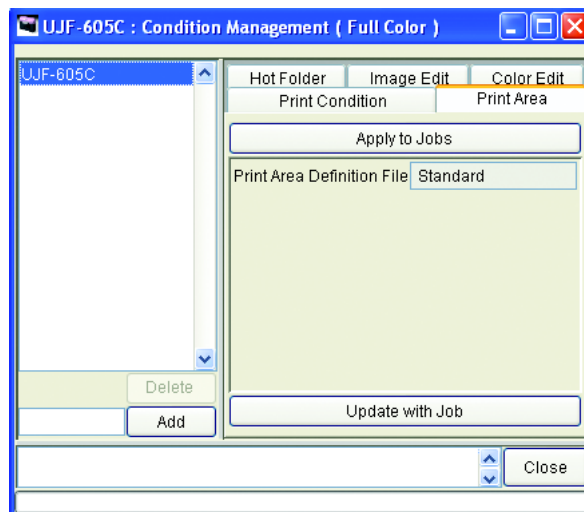 UJF-605C : Condition Management ( Full Color )
UJF-605C
Hot Folder Image Edit Color Edit
Print Condition Print Area
Apply to Jobs
Print Area Definition File Standard
Update with Job
Delete
Add
Close